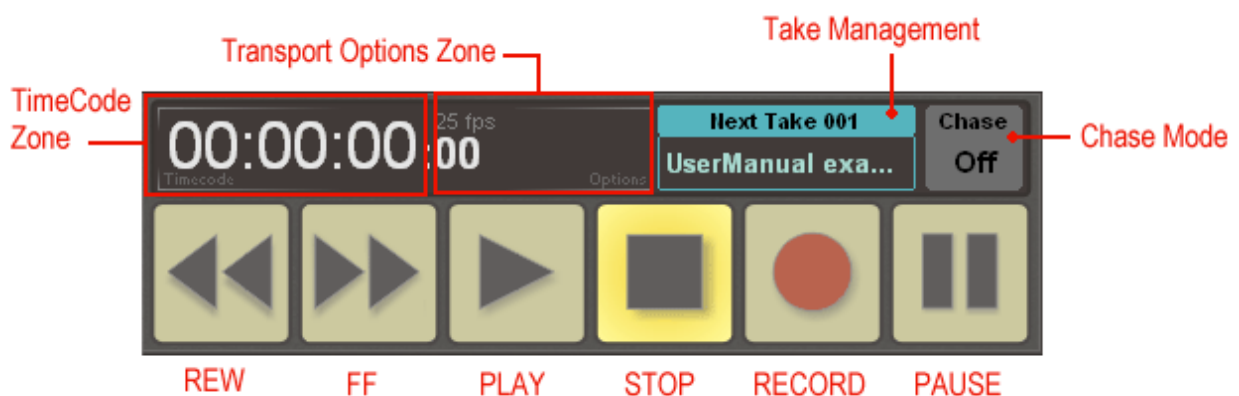 Take Management
Transport Options Zone
TimeCode
Zone
00:00:00:00
25 fps
Timecode
Options
Next Take 001
UserManual exa...
Chase
Off
Chase Mode
REW
FF
PLAY
STOP
RECORD
PAUSE